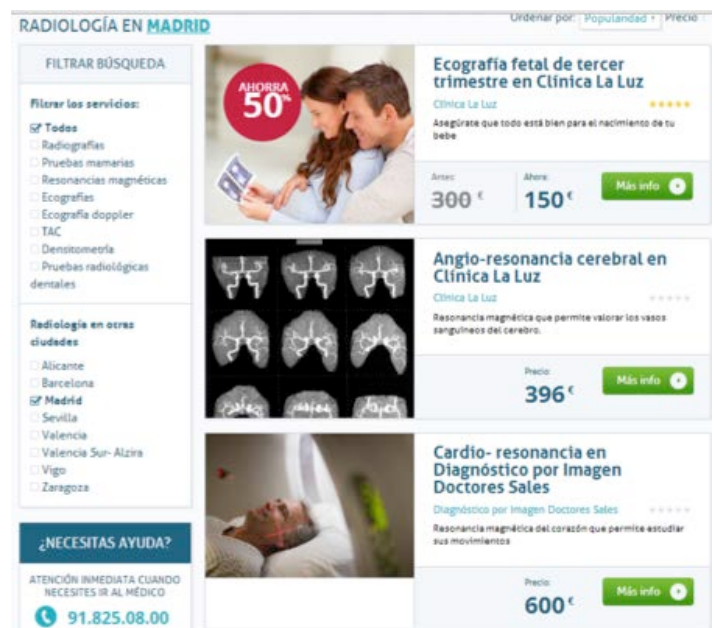 RADIOLOGÍA EN MADRID
Ordenar por: Popularidad Precio
FILTRAR BÚSQUEDA
Filtrar los servicios:
Todos
Radiografías
Pruebas mamarias
Resonancias magnéticas
Ecografías
Ecografía doppler
TAC
Densitometría
Pruebas radiológicas
dentales
Radiología en otras
ciudades
Alicante
Barcelona
Madrid
Sevilla
Valencia
Valencia Sur- Alzira
Vigo
Zaragoza
¿NECESITAS AYUDA?
ATENCIÓN INMEDIATA CUANDO
NECESITES IR AL MÉDICO
91.825.08.00
AHORRA
50%
Ecografía fetal de tercer
trimestre en Clínica La Luz
Clínica La Luz
Asegúrate que todo está bien para el nacimiento de tu
bebe
Antes: Ahora:
300 € 150 € Más info
Angio-resonancia cerebral en
Clínica La Luz
Clínica La Luz
Resonancia magnética que permite valorar los vasos
sanguíneos del cerebro.
Precio:
396 € Más info
Cardio- resonancia en
Diagnóstico por Imagen
Doctores Sales
Diagnóstico por Imagen Doctores Sales
Resonancia magnética del corazón que permite estudiar
sus movimientos
Precio:
600 € Más info